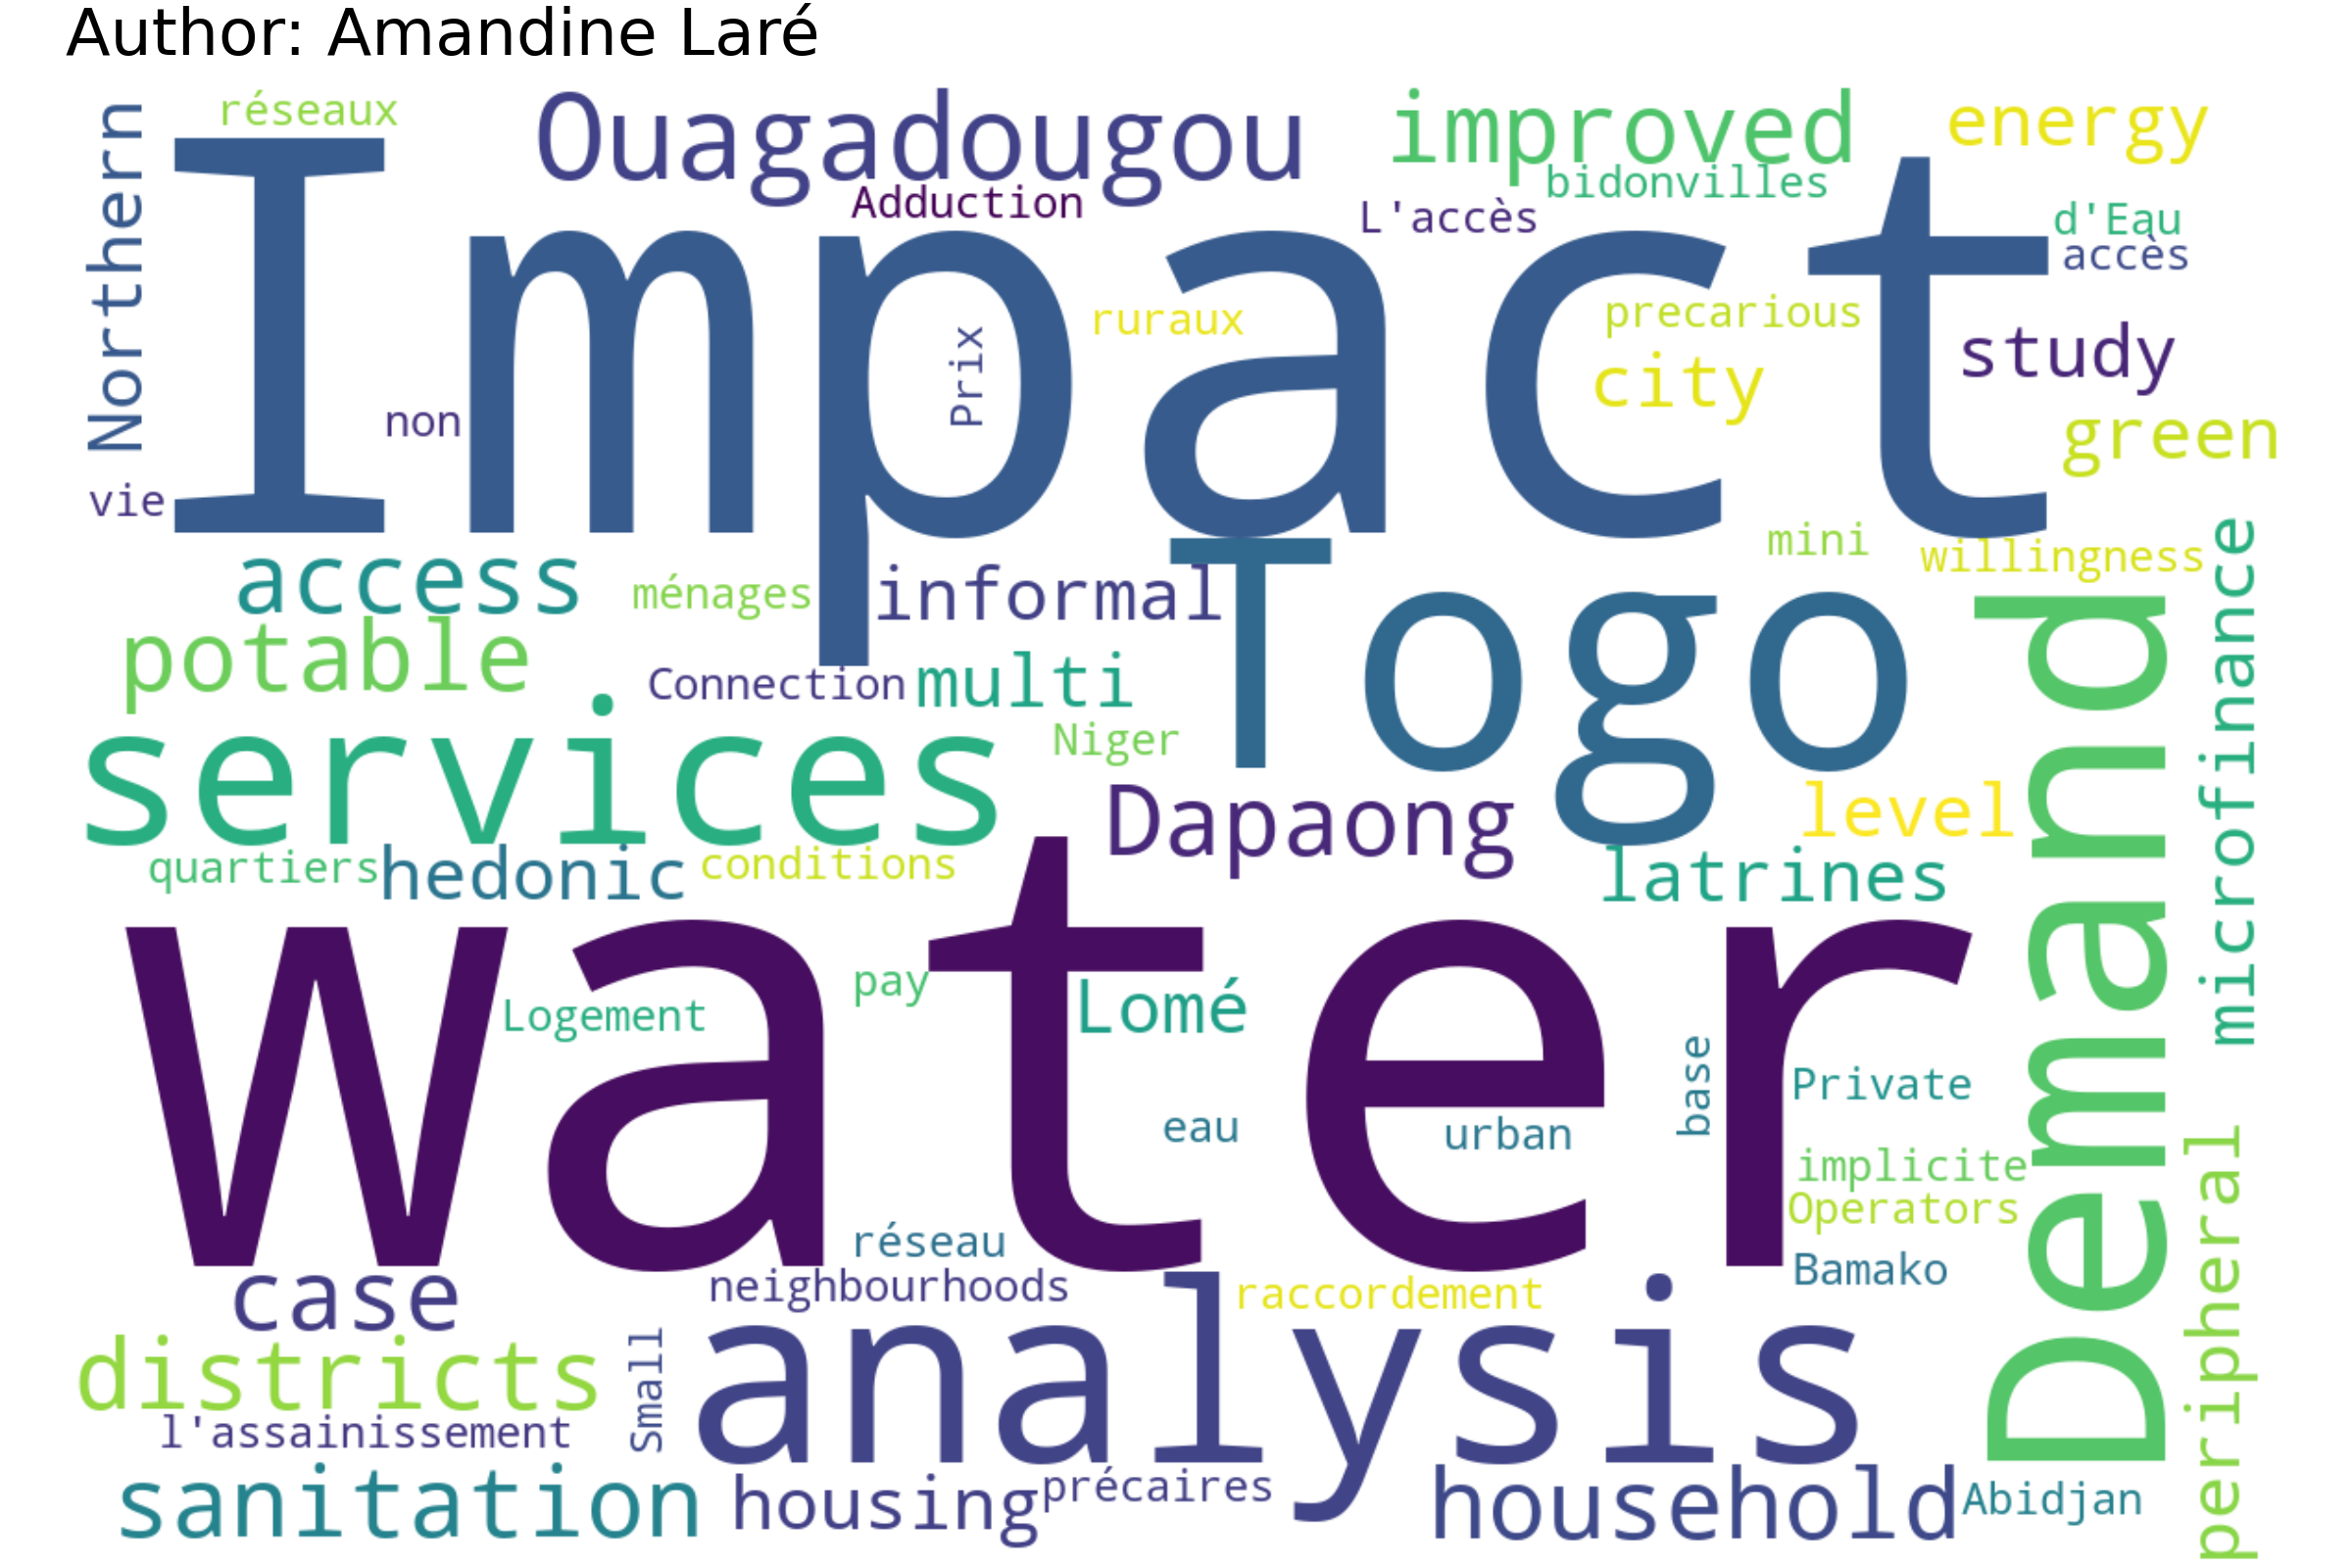 Author: Amandine Laré
réseaux
Ouagadougou
improved
energy
Northern
Adduction
bidonvilles
L'accès
d'Eau
accès
Impact
ruraux
precarious
Prix
city
study
non
green
vie
access
ménages
informal
mini
willingness
microfinance
potable
Connection
multi
Togo
Niger
services
Dapaong
level
quartiers
hedonic
conditions
latrines
Demand
water
pay
Logement
Lomé
base
Private
eau
urban
implicite
Operators
réseau
Bamako
case
neighbourhoods
raccordement
peripheral
districts
Small
analysis
l'assainissement
sanitation
housing
précaires
household
Abidjan